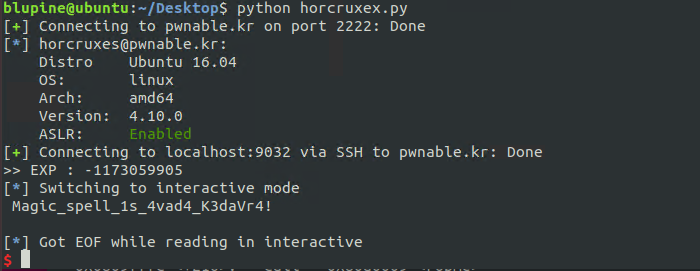 blupine@ubuntu:~/Desktop$ python horcruxex.py
[+] Connecting to pwnable.kr on port 2222: Done
[*] horcruxes@pwnable.kr:
Distro Ubuntu 16.04
OS: linux
Arch: amd64
Version: 4.10.0
ASLR: Enabled
[+] Connecting to localhost:9032 via SSH to pwnable.kr: Done
>> EXP : -1173059905
[*] Switching to interactive mode
Magic_spell_1s_4vad4_K3daVr4!
[*] Got EOF while reading in interactive
$